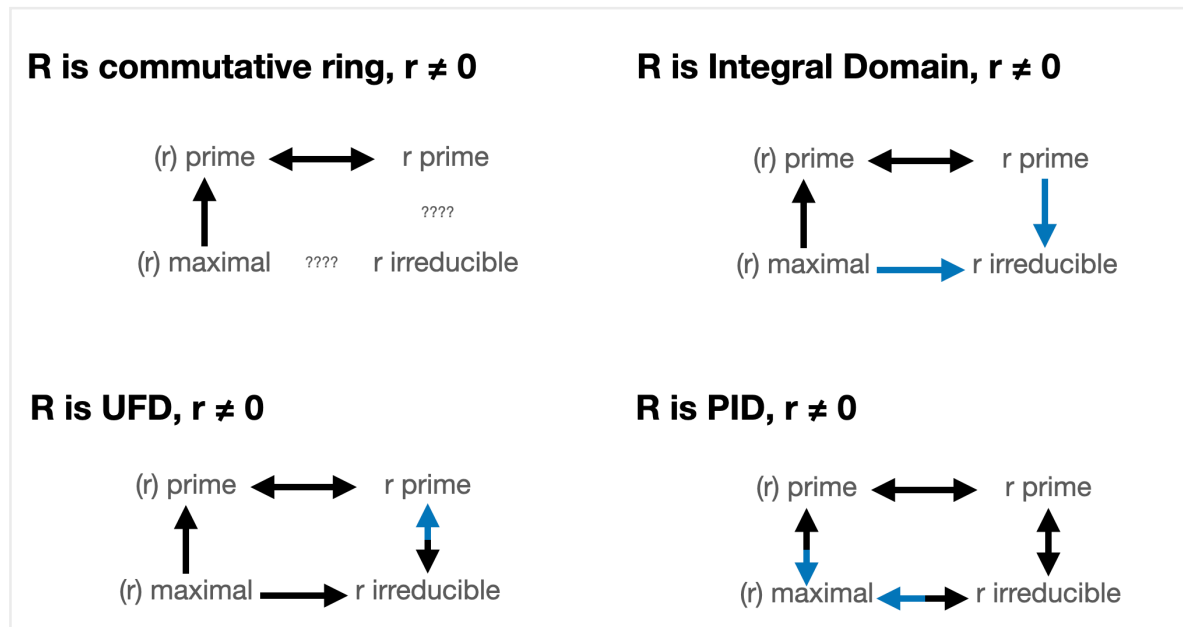 R is commutative ring, r ≠ 0
(r) prime r prime
????
(r) maximal ???? r irreducible
R is Integral Domain, r ≠ 0
(r) prime r prime
(r) maximal r irreducible
R is UFD, r ≠ 0
(r) prime r prime
(r) maximal r irreducible
R is PID, r ≠ 0
(r) prime r prime
(r) maximal r irreducible